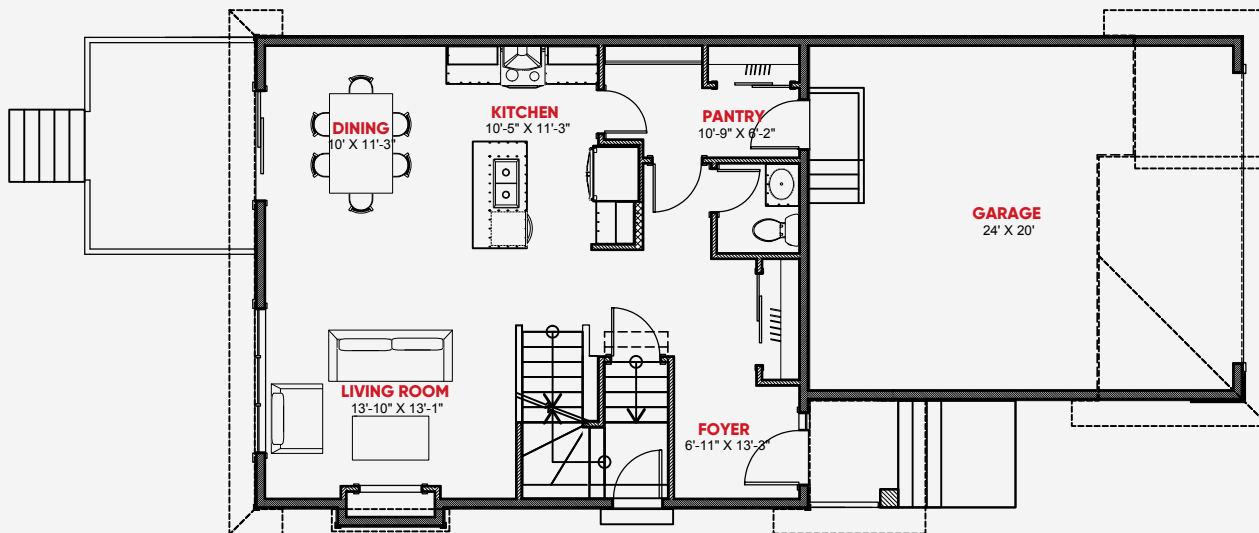 DINING
10' X 11'-3"
KITCHEN
10'-5" X 11'-3"
PANTRY
10'-9" X 6'-2"
GARAGE
24' X 20'
LIVING ROOM
13'-10" X 13'-1"
FOYER
6'-11" X 13'-3"